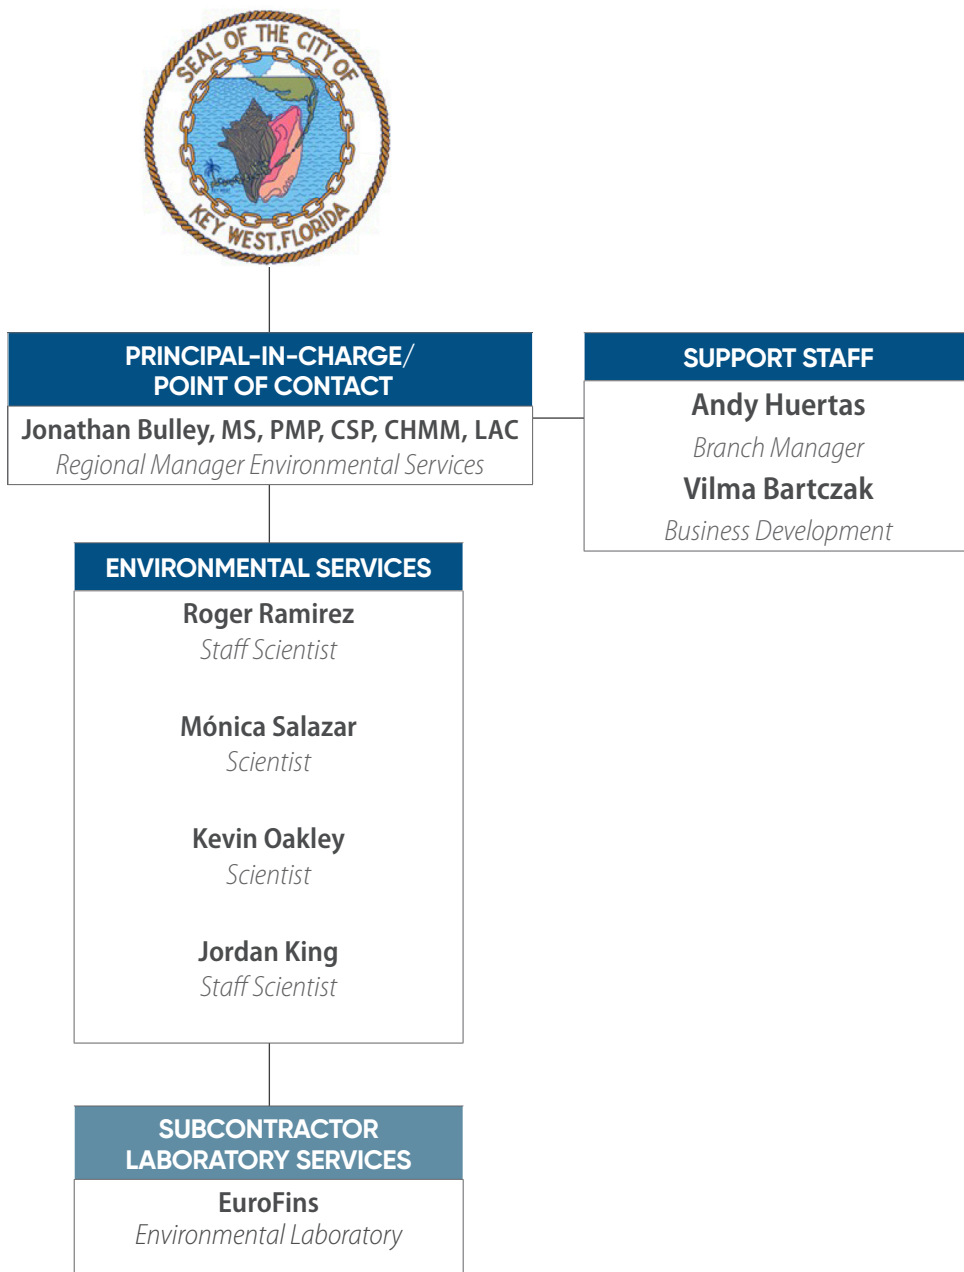 SEAL OF THE CITY OF
KEY WEST, FLORIDA
PRINCIPAL-IN-CHARGE/
POINT OF CONTACT
Jonathan Bulley, MS, PMP, CSP, CHMM, LAC
Regional Manager Environmental Services
SUPPORT STAFF
Andy Huertas
Branch Manager
Vilma Bartczak
Business Development
ENVIRONMENTAL SERVICES
Roger Ramirez
Staff Scientist
Mónica Salazar
Scientist
Kevin Oakley
Scientist
Jordan King
Staff Scientist
SUBCONTRACTOR
LABORATORY SERVICES
EuroFins
Environmental Laboratory